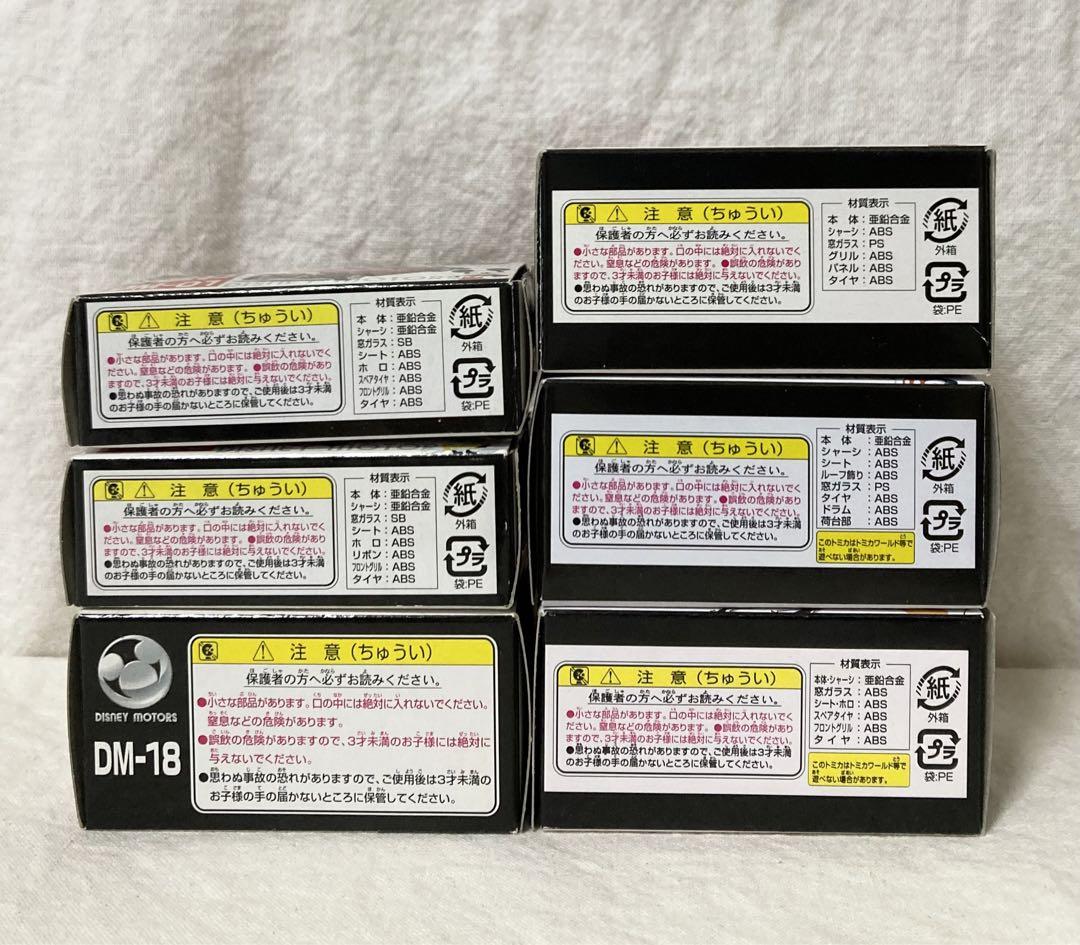 注意（ちゅうい）
保護者の方へ必ずお読みください。
●小さな部品があります。口の中には絶対に入れないでく
ださい。窒息などの危険があります。●誤飲の危険があり
ますので、3才未満のお子様には絶対に与えないでください。
●思わぬ事故の恐れがありますので、ご使用後は3才未満
のお子様の手の届かないところに保管してください。
材質表示
本体：亜鉛合金
シャーシ：亜鉛合金
窓ガラス：SB
シート：ABS
ホロ：ABS
スペアタイヤ：ABS
フロントグリル：ABS
タイヤ：ABS
紙
外箱
プラ
袋:PE
注意（ちゅうい）
保護者の方へ必ずお読みください。
●小さな部品があります。口の中には絶対に入れないでく
ださい。窒息などの危険があります。●誤飲の危険があり
ますので、3才未満のお子様には絶対に与えないでください。
●思わぬ事故の恐れがありますので、ご使用後は3才未満
のお子様の手の届かないところに保管してください。
材質表示
本体：亜鉛合金
シャーシ：亜鉛合金
窓ガラス：SB
シート：ABS
ホロ：ABS
リボン：ABS
フロントグリル：ABS
タイヤ：ABS
紙
外箱
プラ
袋:PE
DISNEY MOTORS
DM-18
注意（ちゅうい）
保護者の方へ必ずお読みください。
●小さな部品があります。口の中には絶対に入れないでください。
窒息などの危険があります。
●誤飲の危険がありますので、3才未満のお子様には絶対に
与えないでください。
●思わぬ事故の恐れがありますので、ご使用後は3才未満の
お子様の手の届かないところに保管してください。
注意（ちゅうい）
保護者の方へ必ずお読みください。
●小さな部品があります。口の中には絶対に入れないでく
ださい。窒息などの危険があります。●誤飲の危険があり
ますので、3才未満のお子様には絶対に与えないでください。
●思わぬ事故の恐れがありますので、ご使用後は3才未満
のお子様の手の届かないところに保管してください。
材質表示
本体：亜鉛合金
シャーシ：ABS
窓ガラス：PS
グリル：ABS
パネル：ABS
タイヤ：ABS
紙
外箱
プラ
袋:PE
注意（ちゅうい）
保護者の方へ必ずお読みください。
●小さな部品があります。口の中には絶対に入れないでく
ださい。窒息などの危険があります。●誤飲の危険があり
ますので、3才未満のお子様には絶対に与えないでください。
●思わぬ事故の恐れがありますので、ご使用後は3才未満
のお子様の手の届かないところに保管してください。
材質表示
本体：亜鉛合金
シャーシ：ABS
シート：ABS
ルーフ飾り：ABS
窓ガラス：PS
タイヤ：ABS
ドラム：ABS
荷台部：ABS
このトミカはトミカワールド等で
遊べない場合があります。
紙
外箱
プラ
袋:PE
注意（ちゅうい）
保護者の方へ必ずお読みください。
●小さな部品があります。口の中には絶対に入れないでく
ださい。窒息などの危険があります。●誤飲の危険があり
ますので、3才未満のお子様には絶対に与えないでください。
●思わぬ事故の恐れがありますので、ご使用後は3才未満
のお子様の手の届かないところに保管してください。
材質表示
本体・シャーシ：亜鉛合金
窓ガラス：ABS
シート・ホロ：ABS
スペアタイヤ：ABS
フロントグリル：ABS
タイヤ：ABS
このトミカはトミカワールド等で
遊べない場合があります。
紙
外箱
プラ
袋:PE